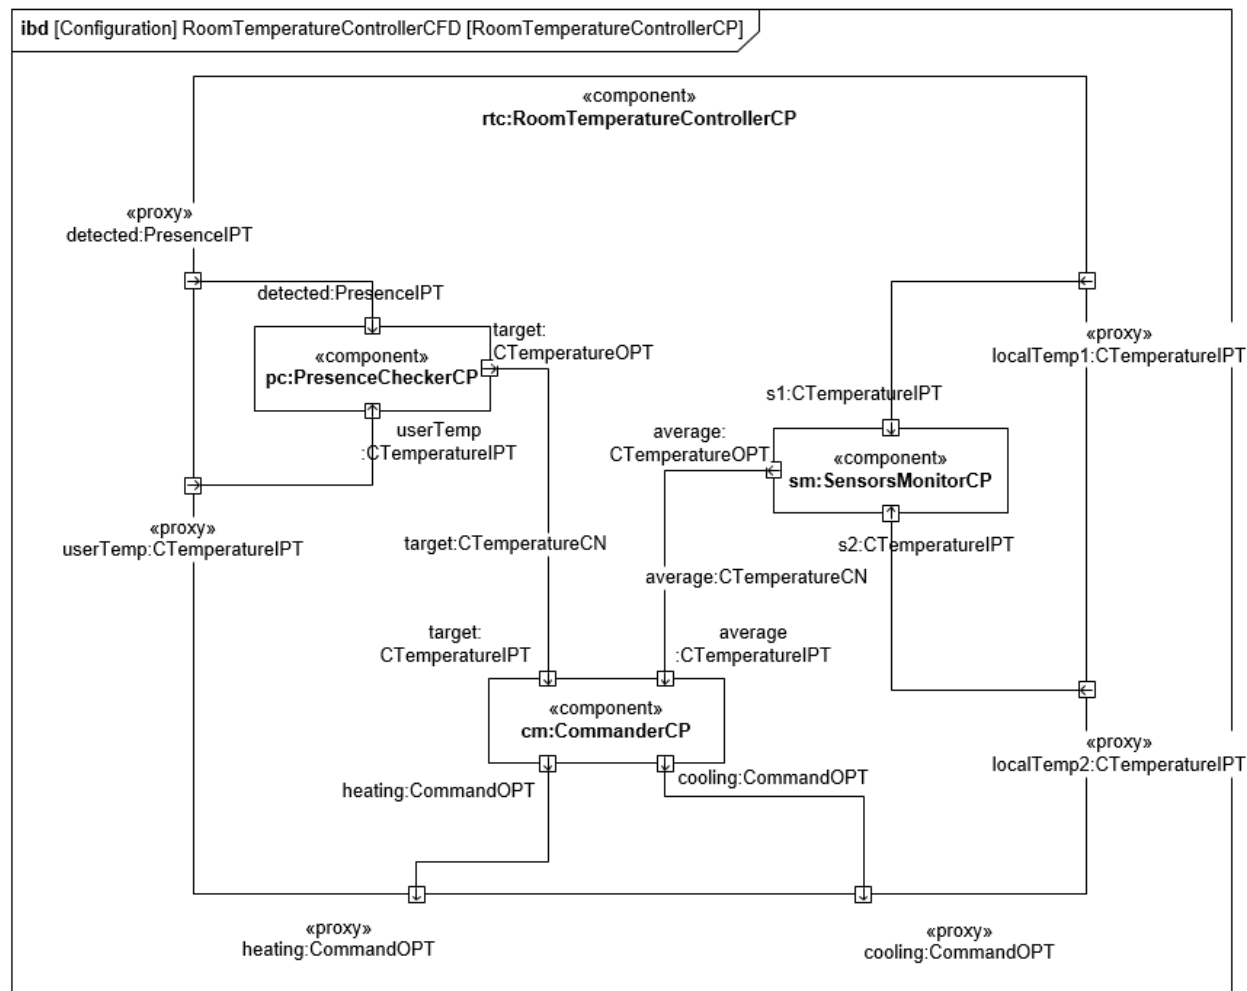 ibd [Configuration] RoomTemperatureControllerCFD [RoomTemperatureControllerCP]
«component»
rtc:RoomTemperatureControllerCP
«proxy»
detected:PresenceIPT
detected:PresenceIPT
target:
CTemperatureOPT
«component»
pc:PresenceCheckerCP
userTemp
:CTemperatureIPT
«proxy»
userTemp:CTemperatureIPT
«proxy»
localTemp1:CTemperatureIPT
s1:CTemperatureIPT
average:
CTemperatureOPT
«component»
sm:SensorsMonitorCP
s2:CTemperatureIPT
target:CTemperatureCN
average:CTemperatureCN
target:
CTemperatureIPT
average
:CTemperatureIPT
«component»
cm:CommanderCP
«proxy»
localTemp2:CTemperatureIPT
heating:CommandOPT
cooling:CommandOPT
«proxy»
heating:CommandOPT
«proxy»
cooling:CommandOPT